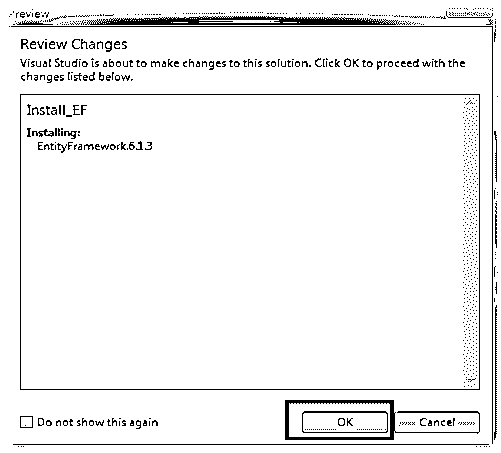 Preview
Review Changes
Visual Studio is about to make changes to this solution. Click OK to proceed with the
changes listed below.
Install_EF
Installing:
EntityFramework.6.1.3
Do not show this again
OK
Cancel